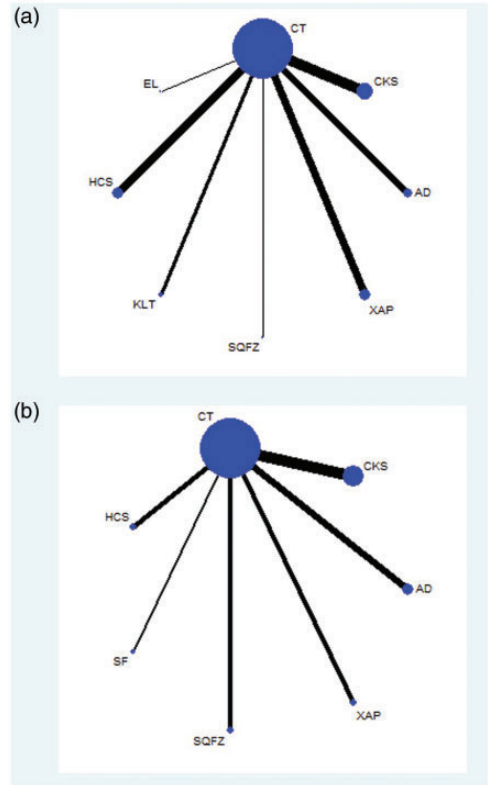 (a)
CT
EL
CKS
HCS
AD
KLT
XAP
SQFZ
(b)
CT
CKS
HCS
AD
SF
XAP
SQFZ